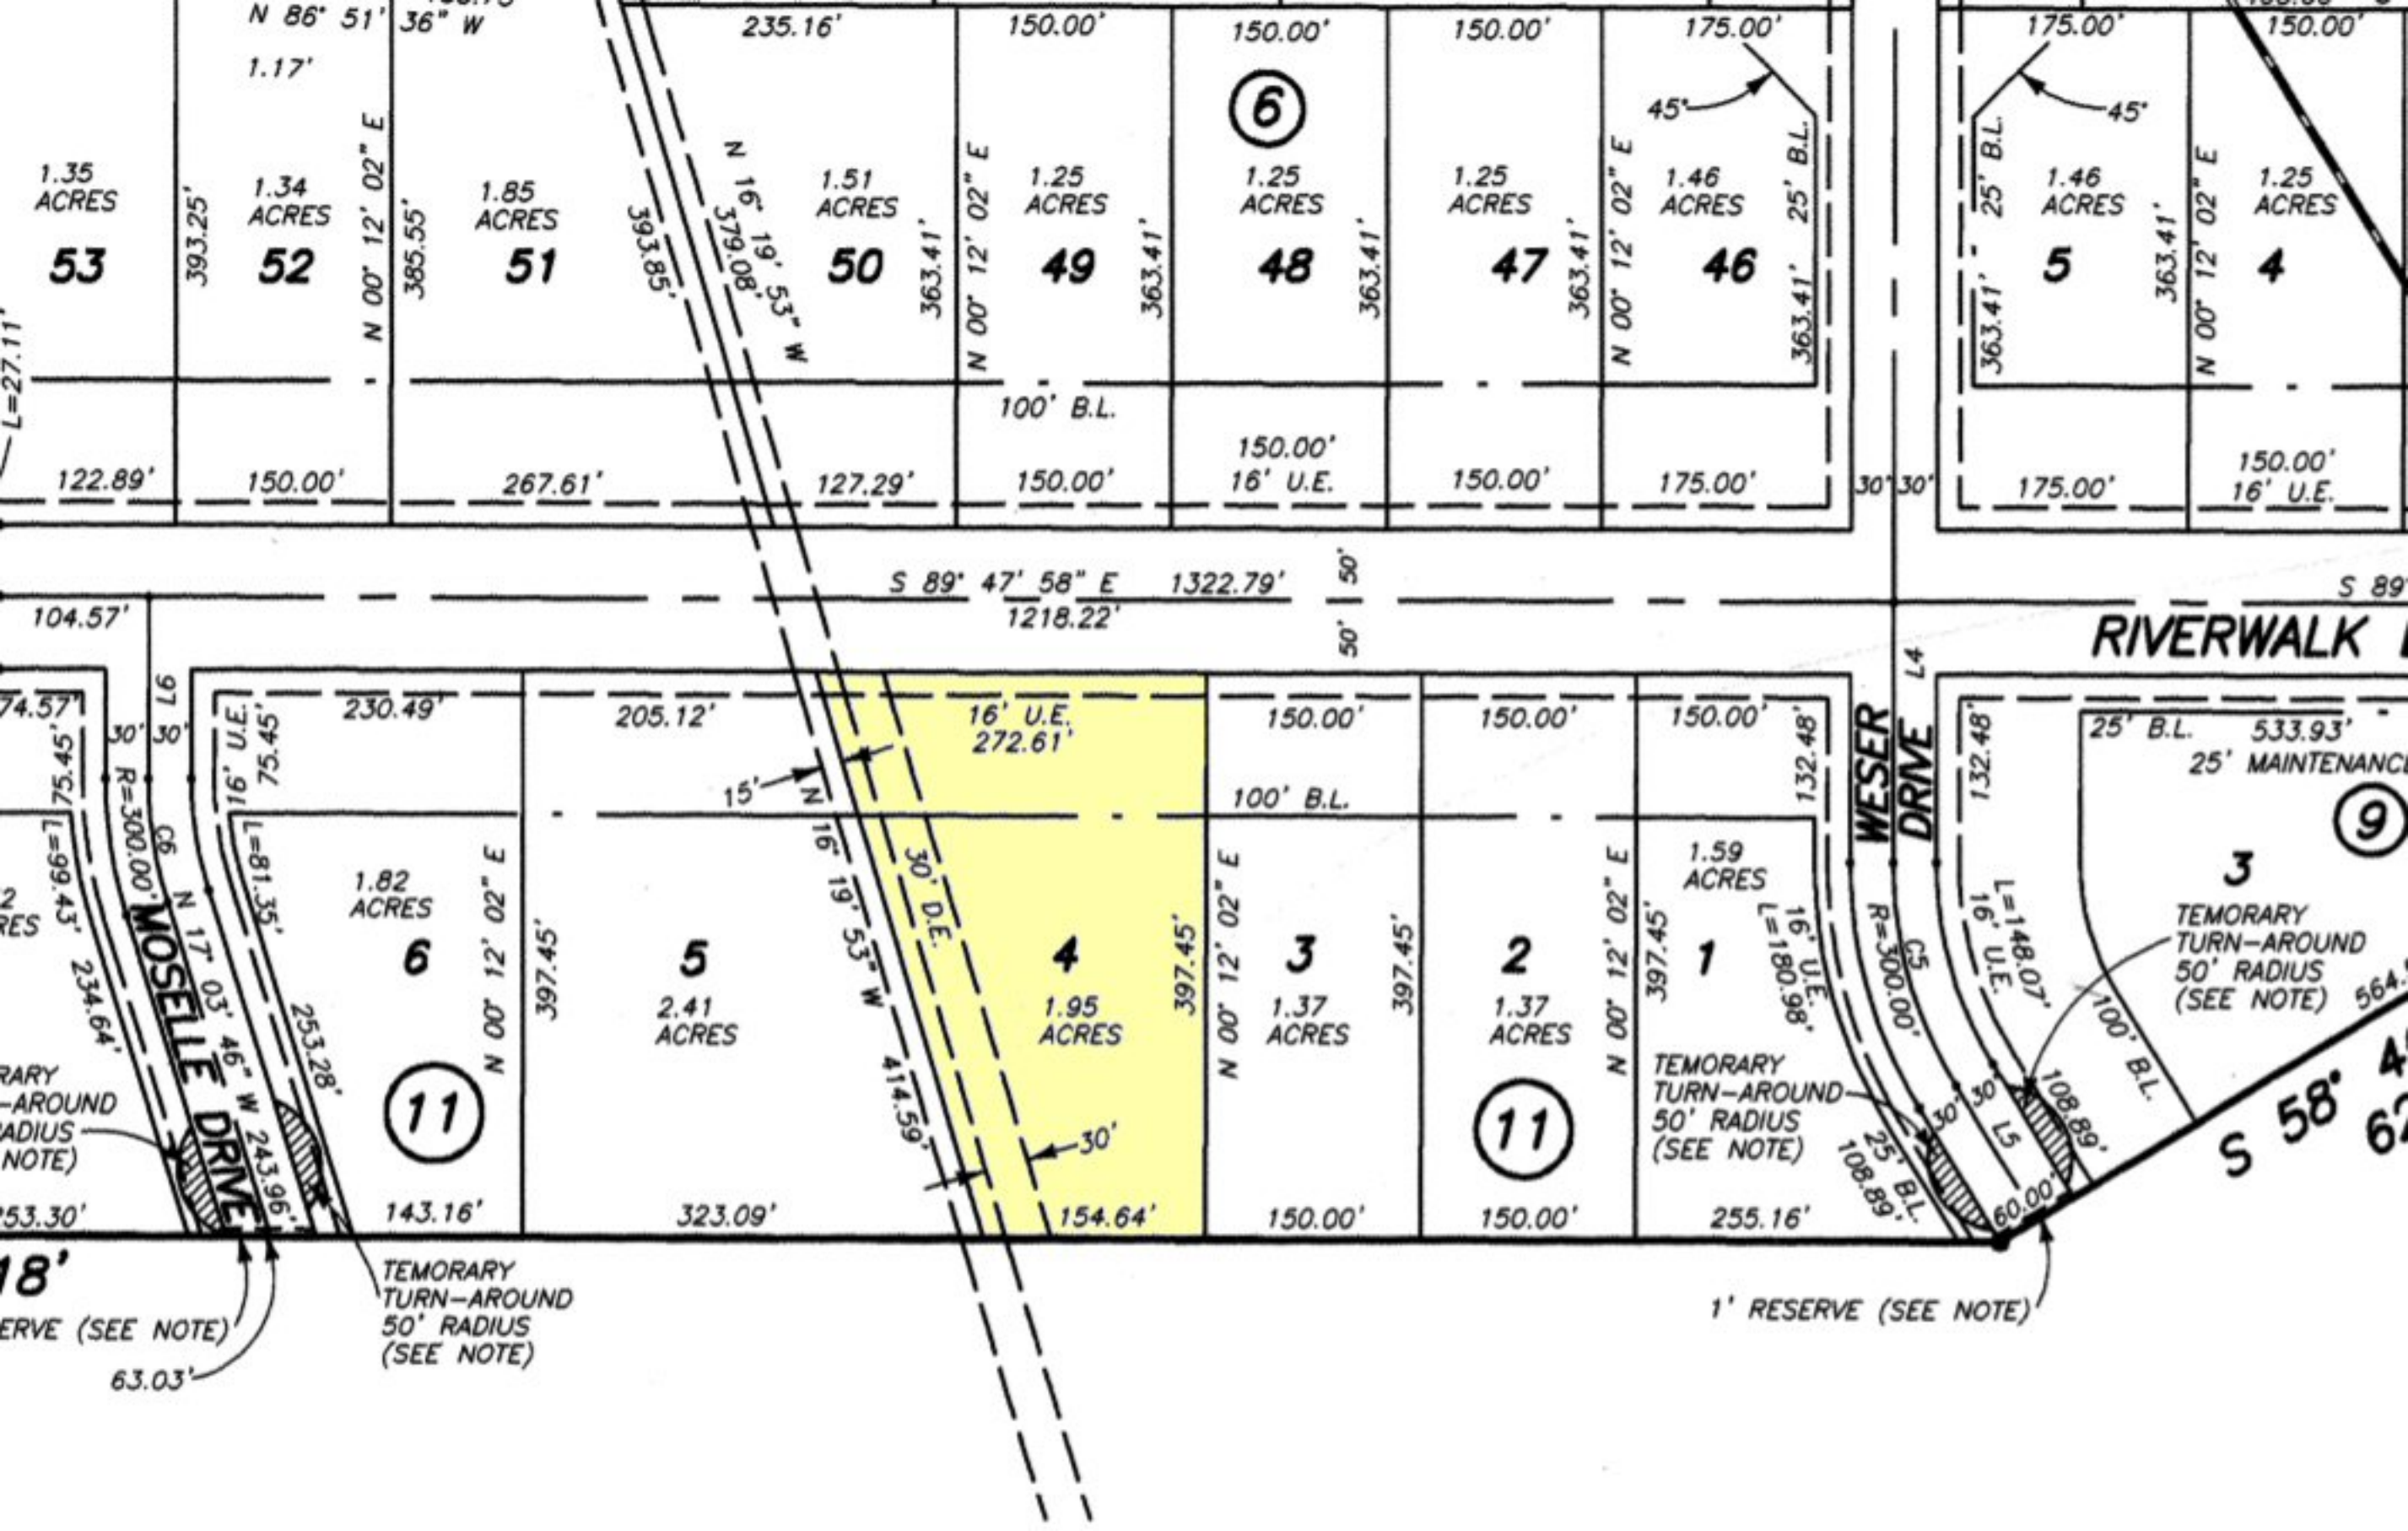 N 86° 51' 36" W
1.17'
235.16'
150.00'
150.00'
150.00'
175.00'
175.00'
150.00'
6
45°
45°
25' B.L.
25' B.L.
1.35
ACRES
53
393.25'
1.34
ACRES
52
N 00° 12' 02" E
385.55'
1.85
ACRES
51
393.85'
N 16° 19' 53" W
379.08'
1.51
ACRES
50
363.41'
N 00° 12' 02" E
1.25
ACRES
49
363.41'
1.25
ACRES
48
363.41'
1.25
ACRES
47
363.41'
N 00° 12' 02" E
1.46
ACRES
46
363.41'
363.41'
1.46
ACRES
5
363.41'
N 00° 12' 02" E
1.25
ACRES
4
L=27.11'
100' B.L.
122.89'
150.00'
267.61'
127.29'
150.00'
150.00'
16' U.E.
150.00'
175.00'
30'
30'
175.00'
150.00'
16' U.E.
S 89° 47' 58" E 1322.79'
1218.22'
50'
50'
S 89°
RIVERWALK
104.57'
74.57'
75.45'
L=99.43'
234.64'
30'
30'
R=300.00'
C6
L6
N 17° 03' 46" W 243.96'
MOSELLE DRIVE
16' U.E.
75.45'
L=81.35'
253.28'
230.49'
1.82
ACRES
6
11
143.16'
N 00° 12' 02" E
397.45'
205.12'
15'
5
2.41
ACRES
323.09'
N 16° 19' 53" W
414.59'
16' U.E.
272.61'
30' D.E.
4
1.95
ACRES
30'
154.64'
397.45'
N 00° 12' 02" E
150.00'
100' B.L.
3
1.37
ACRES
150.00'
397.45'
150.00'
2
1.37
ACRES
11
150.00'
N 00° 12' 02" E
397.45'
150.00'
1.59
ACRES
1
132.48'
16' U.E.
L=180.98'
TEMORARY
TURN-AROUND
50' RADIUS
(SEE NOTE)
255.16'
25' B.L.
108.89'
WESER
DRIVE
L4
R=300.00'
C5
30'
30'
L5
60.00'
132.48'
16' U.E.
L=148.07'
108.89'
25' B.L.
533.93'
25' MAINTENANCE
9
3
TEMORARY
TURN-AROUND
50' RADIUS
(SEE NOTE)
100' B.L.
564.
S 58°
1' RESERVE (SEE NOTE)
-AROUND
NOTE)
253.30'
18'
ERVE (SEE NOTE)
63.03'
TEMORARY
TURN-AROUND
50' RADIUS
(SEE NOTE)